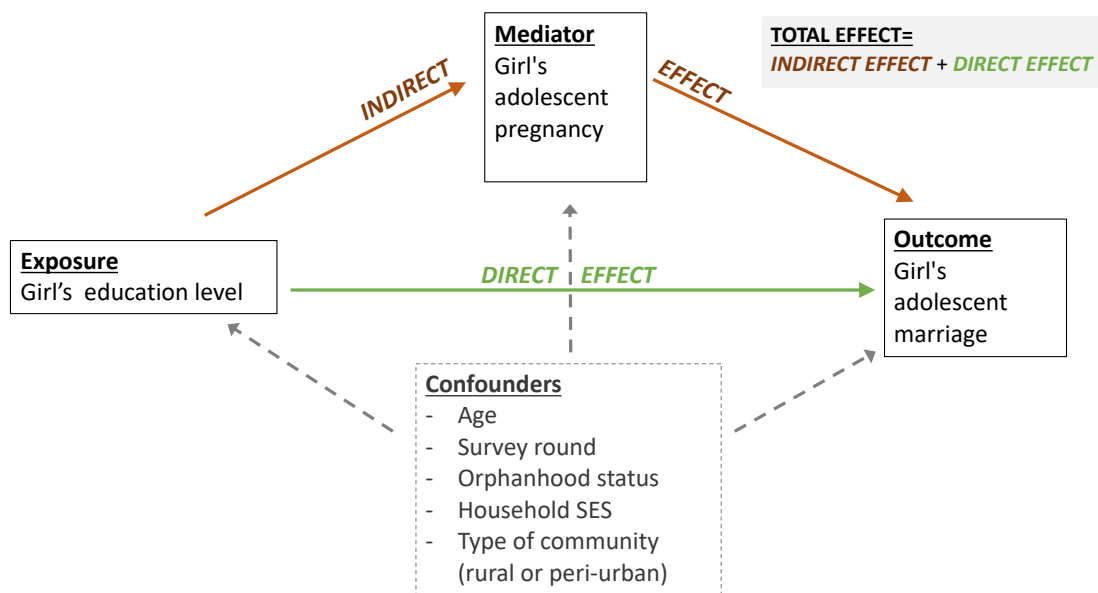 Mediator
Girl's
adolescent
pregnancy
TOTAL EFFECT=
INDIRECT EFFECT + DIRECT EFFECT
INDIRECT
EFFECT
Exposure
Girl’s  education level
DIRECT EFFECT
Outcome
Girl's
adolescent
marriage
Confounders
- Age
- Survey round
- Orphanhood status
- Household SES
- Type of community
(rural or peri-urban)